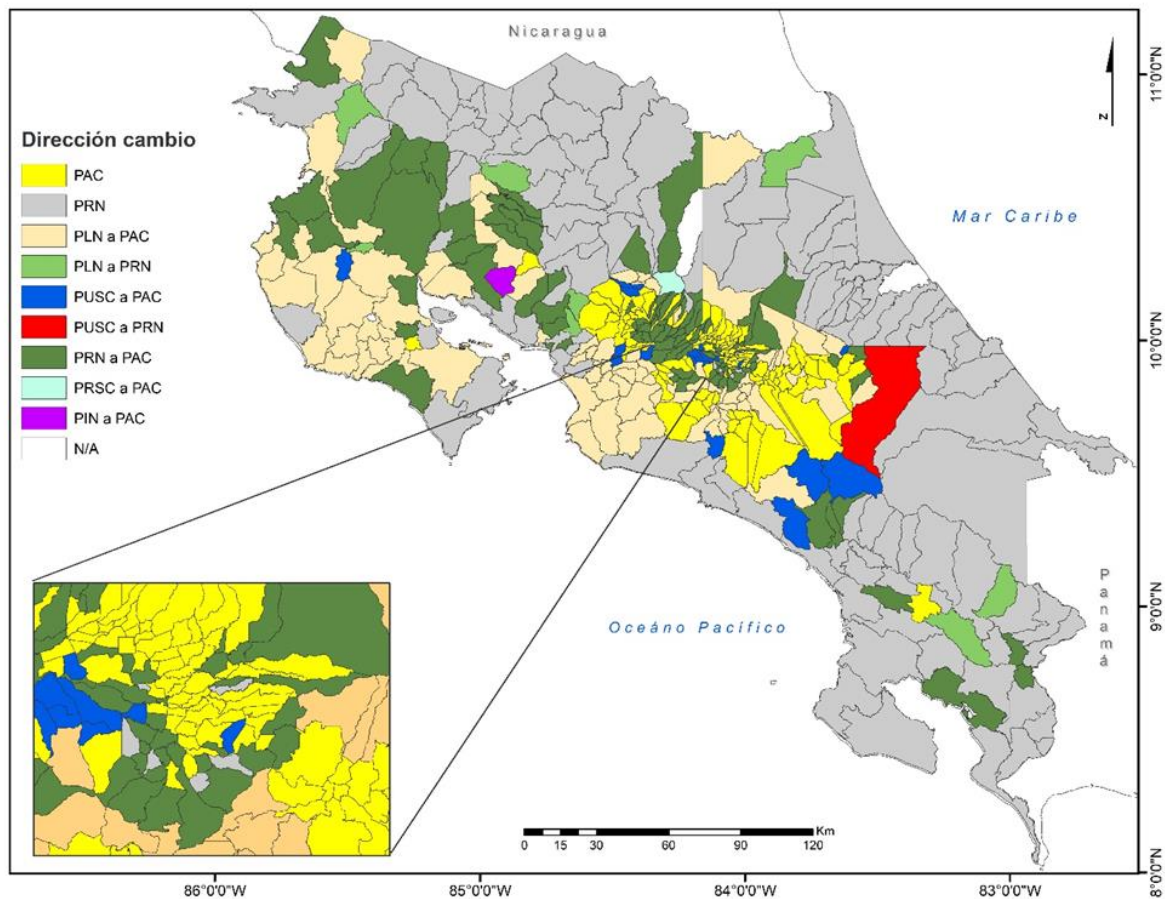 Nicaragua
11°0'0"N
N
Dirección cambio
PAC
PRN
PLN a PAC
PLN a PRN
PUSC a PAC
PUSC a PRN
PRN a PAC
PRSC a PAC
PIN a PAC
N/A
Mar Caribe
10°0'0"N
Panamá
9°0'0"N
Oceáno Pacífico
Km
0 15 30 60 90 120
8°0'0"N
86°0'0"W
85°0'0"W
84°0'0"W
83°0'0"W